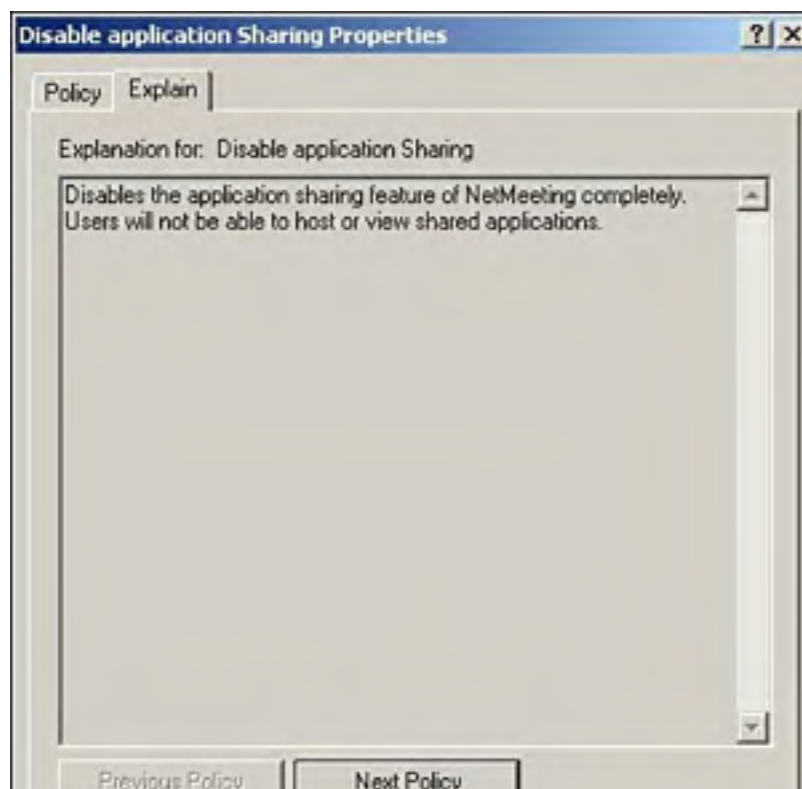 Disable application Sharing Properties
Policy
Explain
Explanation for: Disable application Sharing
Disables the application sharing feature of NetMeeting completely.
Users will not be able to host or view shared applications.
Previous Policy
Next Policy